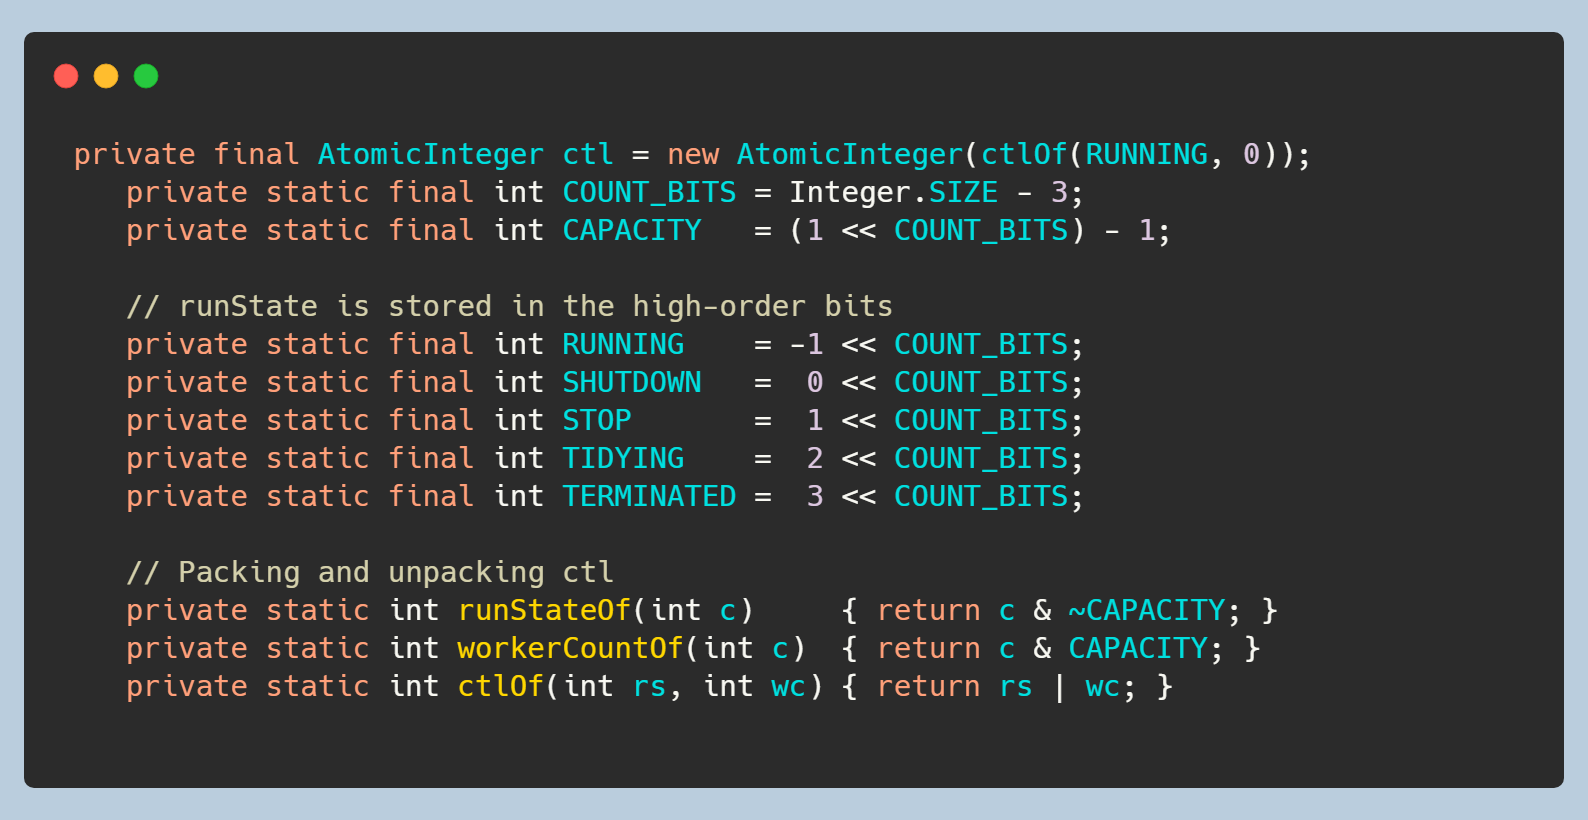 private final AtomicInteger ctl = new AtomicInteger(ctlOf(RUNNING, 0));
   private static final int COUNT_BITS = Integer.SIZE - 3;
   private static final int CAPACITY   = (1 << COUNT_BITS) - 1;

   // runState is stored in the high-order bits
   private static final int RUNNING    = -1 << COUNT_BITS;
   private static final int SHUTDOWN   =  0 << COUNT_BITS;
   private static final int STOP       =  1 << COUNT_BITS;
   private static final int TIDYING    =  2 << COUNT_BITS;
   private static final int TERMINATED =  3 << COUNT_BITS;

   // Packing and unpacking ctl
   private static int runStateOf(int c)     { return c & ~CAPACITY; }
   private static int workerCountOf(int c)  { return c & CAPACITY; }
   private static int ctlOf(int rs, int wc) { return rs | wc; }